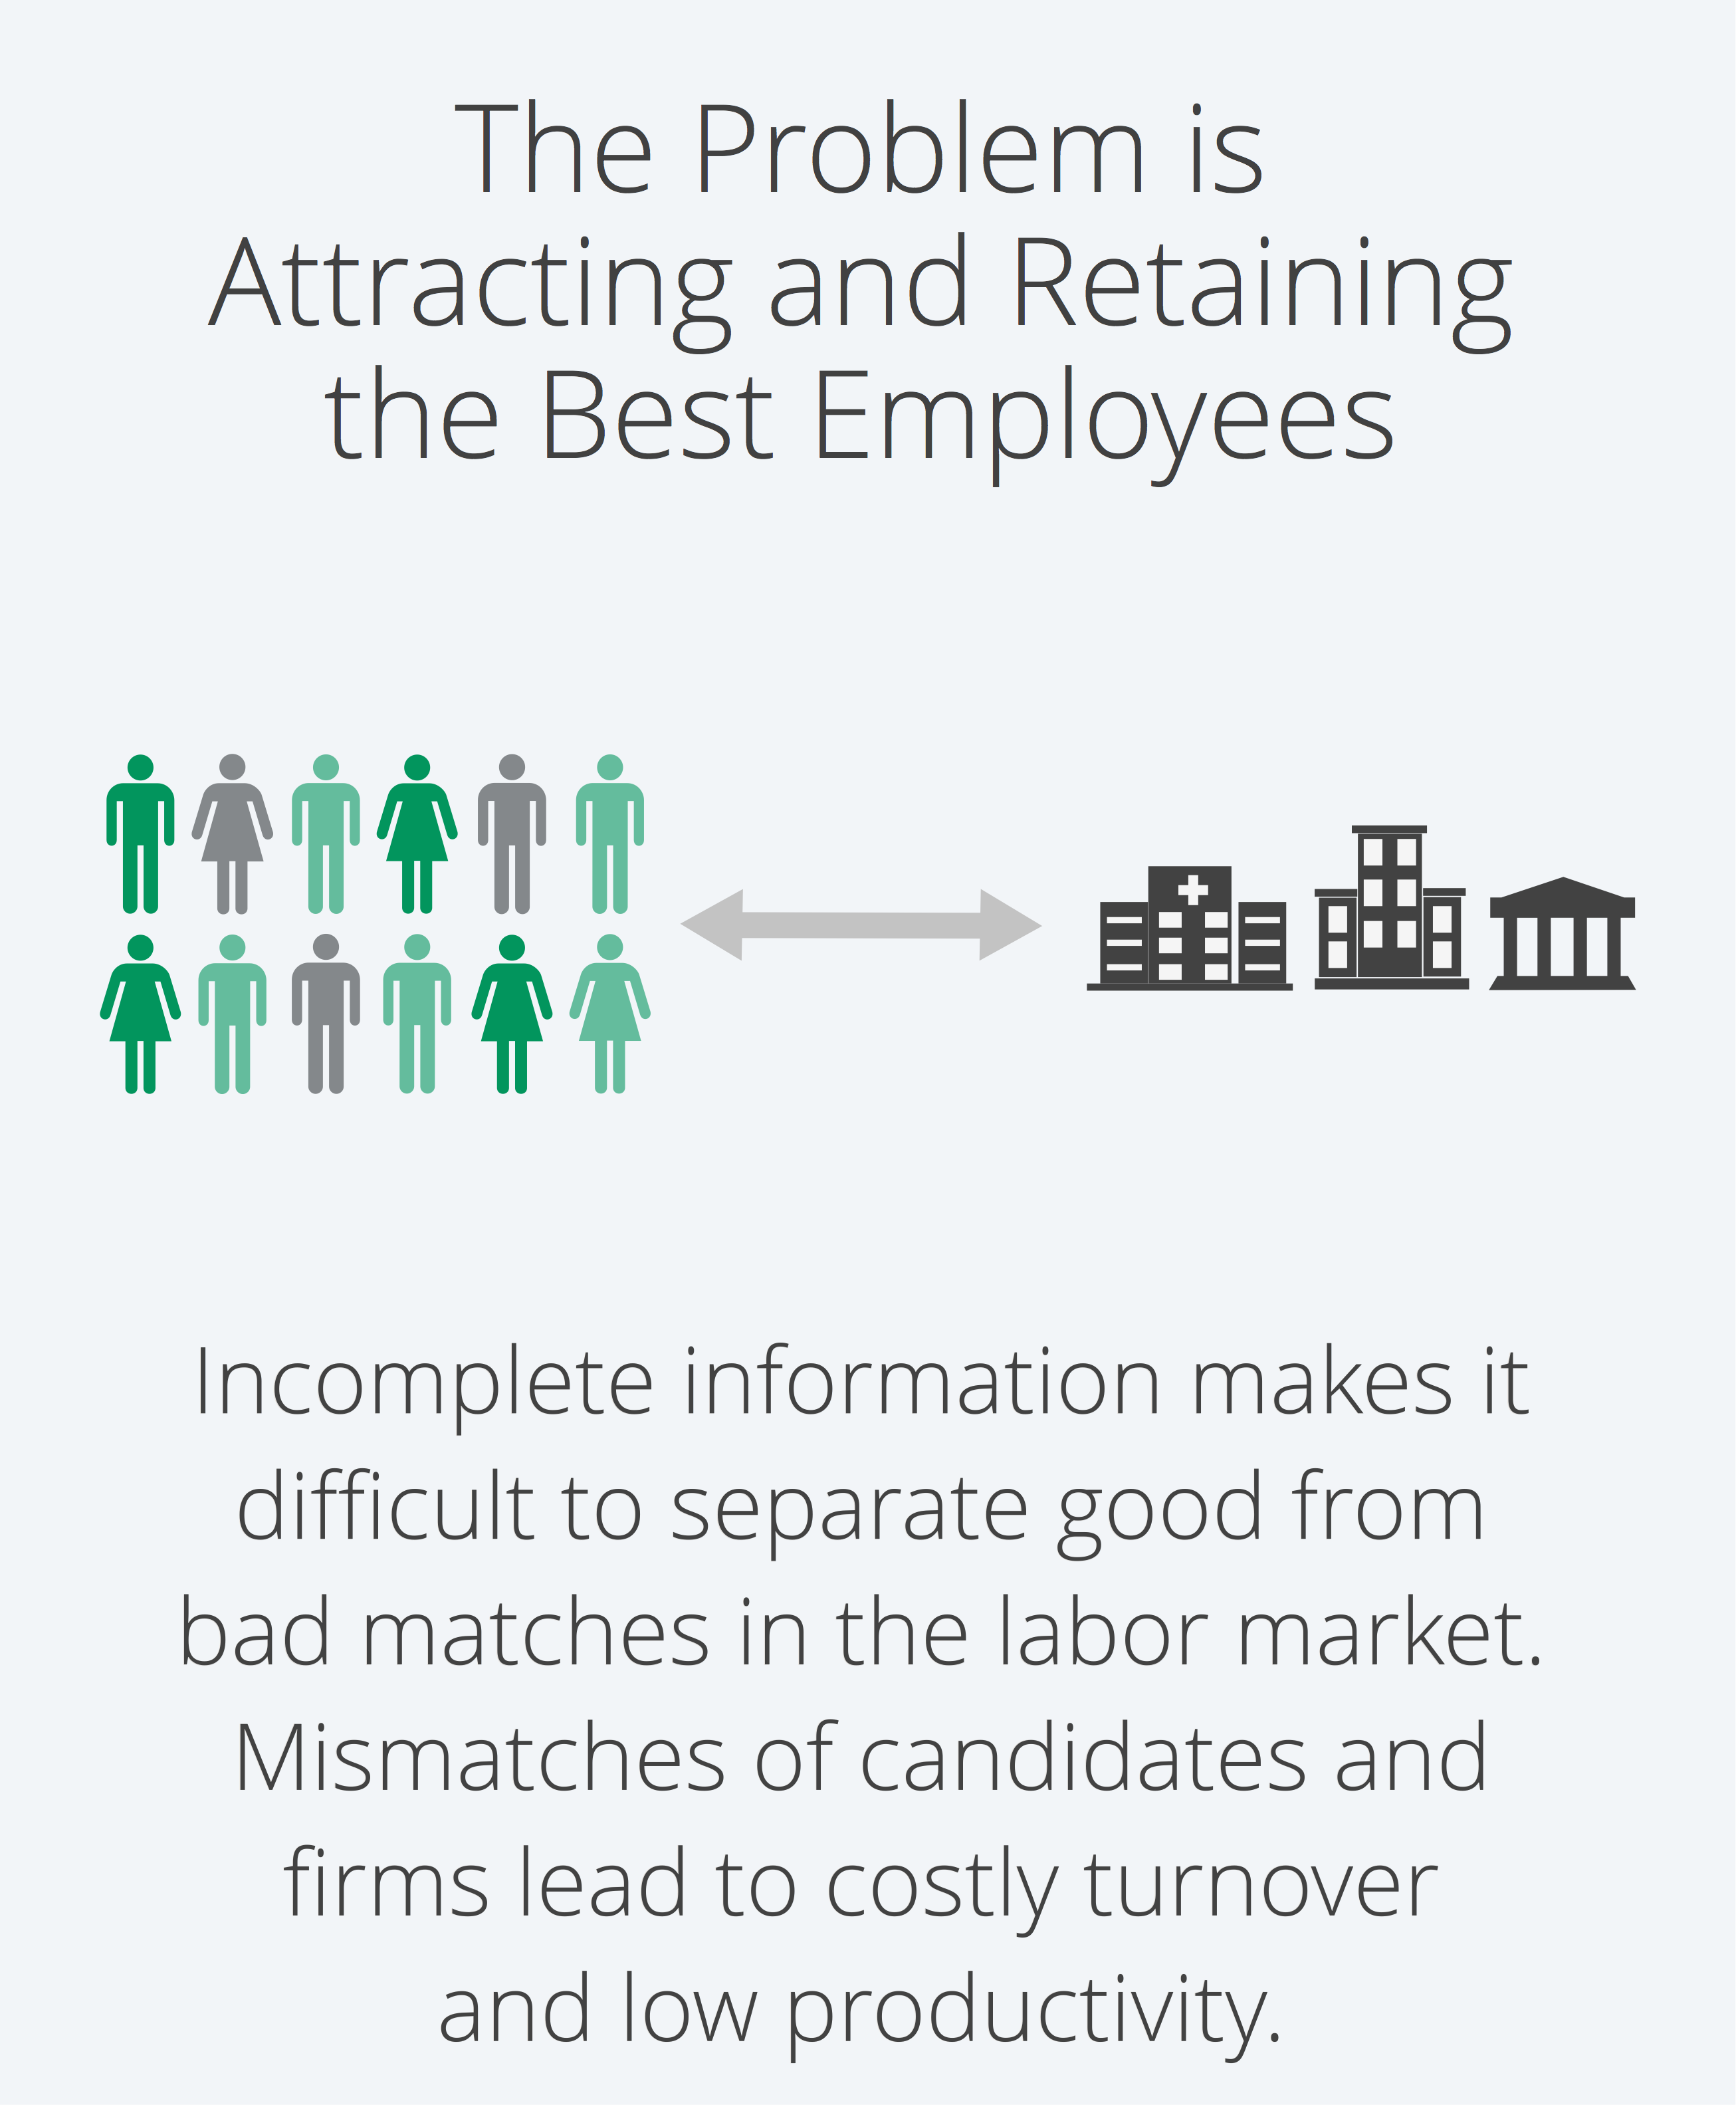 The Problem is
Attracting and Retaining
the Best Employees
Incomplete information makes it
difficult to separate good from
bad matches in the labor market.
Mismatches of candidates and
firms lead to costly turnover
and low productivity.